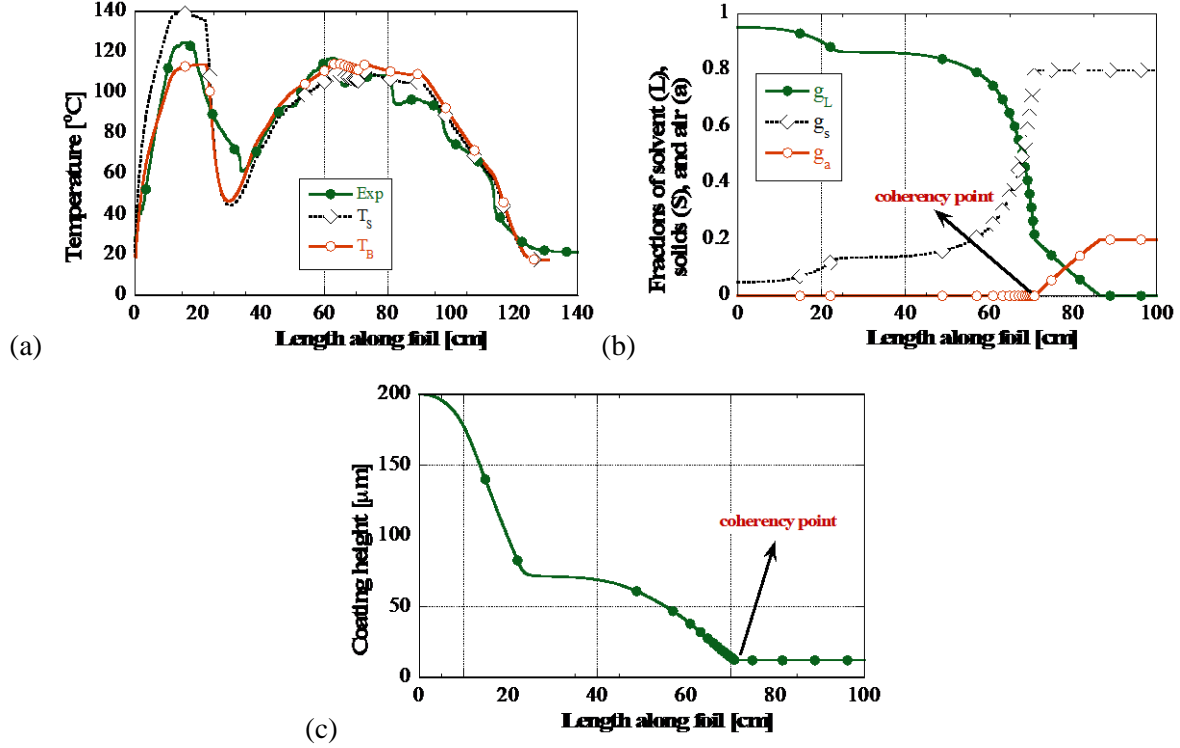 Temperature [°C]
140
120
100
80
60
40
20
0
Exp
T_S
T_B
0 20 40 60 80 100 120 140
Length along foil [cm]
(a)
Fractions of solvent (L),
solids (S), and air (a)
1
0.8
0.6
0.4
0.2
0
g_L
g_s
g_a
coherency point
0 20 40 60 80 100
Length along foil [cm]
(b)
Coating height [μm]
200
150
100
50
0
coherency point
0 20 40 60 80 100
Length along foil [cm]
(c)